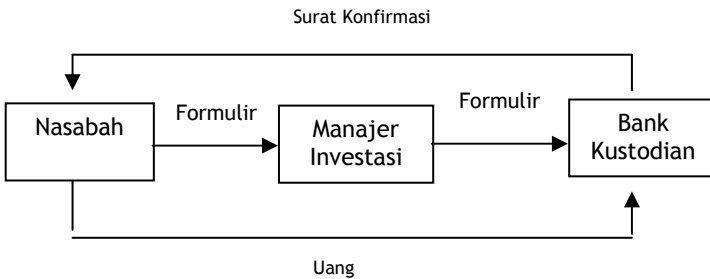 Surat Konfirmasi
Nasabah
Formulir
Manajer
Investasi
Formulir
Bank
Kustodian
Uang